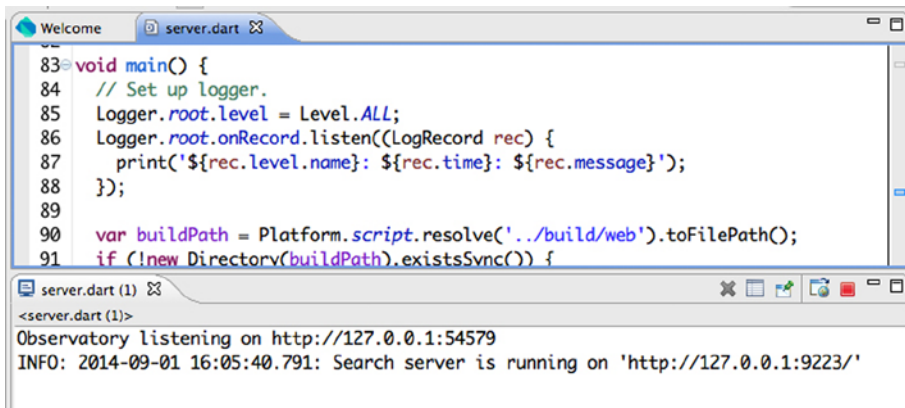 Welcome server.dart
82
83 void main() {
84 // Set up logger.
85 Logger.root.level = Level.ALL;
86 Logger.root.onRecord.listen((LogRecord rec) {
87 print('${rec.level.name}: ${rec.time}: ${rec.message}');
88 });
89
90 var buildPath = Platform.script.resolve('../build/web').toFilePath();
91 if (!new Directory(buildPath).existsSync()) {
server.dart (1)
<server.dart (1)>
Observatory listening on http://127.0.0.1:54579
INFO: 2014-09-01 16:05:40.791: Search server is running on 'http://127.0.0.1:9223/'